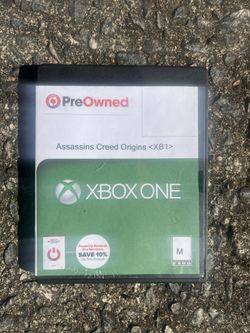 PreOwned
Assassins Creed Origins <XB1>
XBOX ONE
SAVE 10%
M